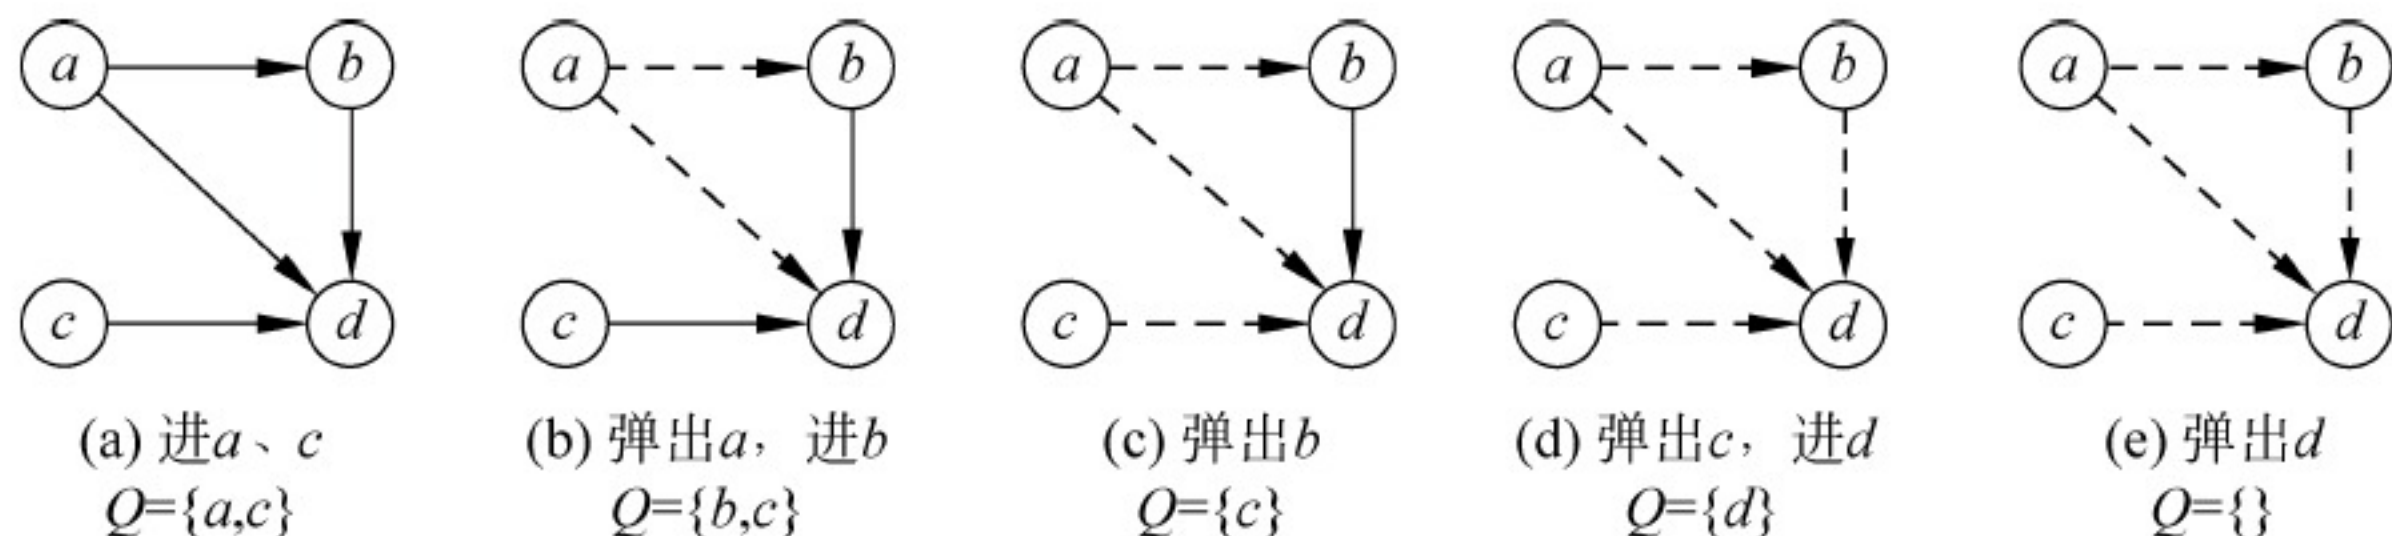 a b a b a b a b a b
c d c d c d c d c d
(a) 进a、c (b) 弹出a，进b (c) 弹出b (d) 弹出c，进d (e) 弹出d
Q={a,c} Q={b,c} Q={c} Q={d} Q={}